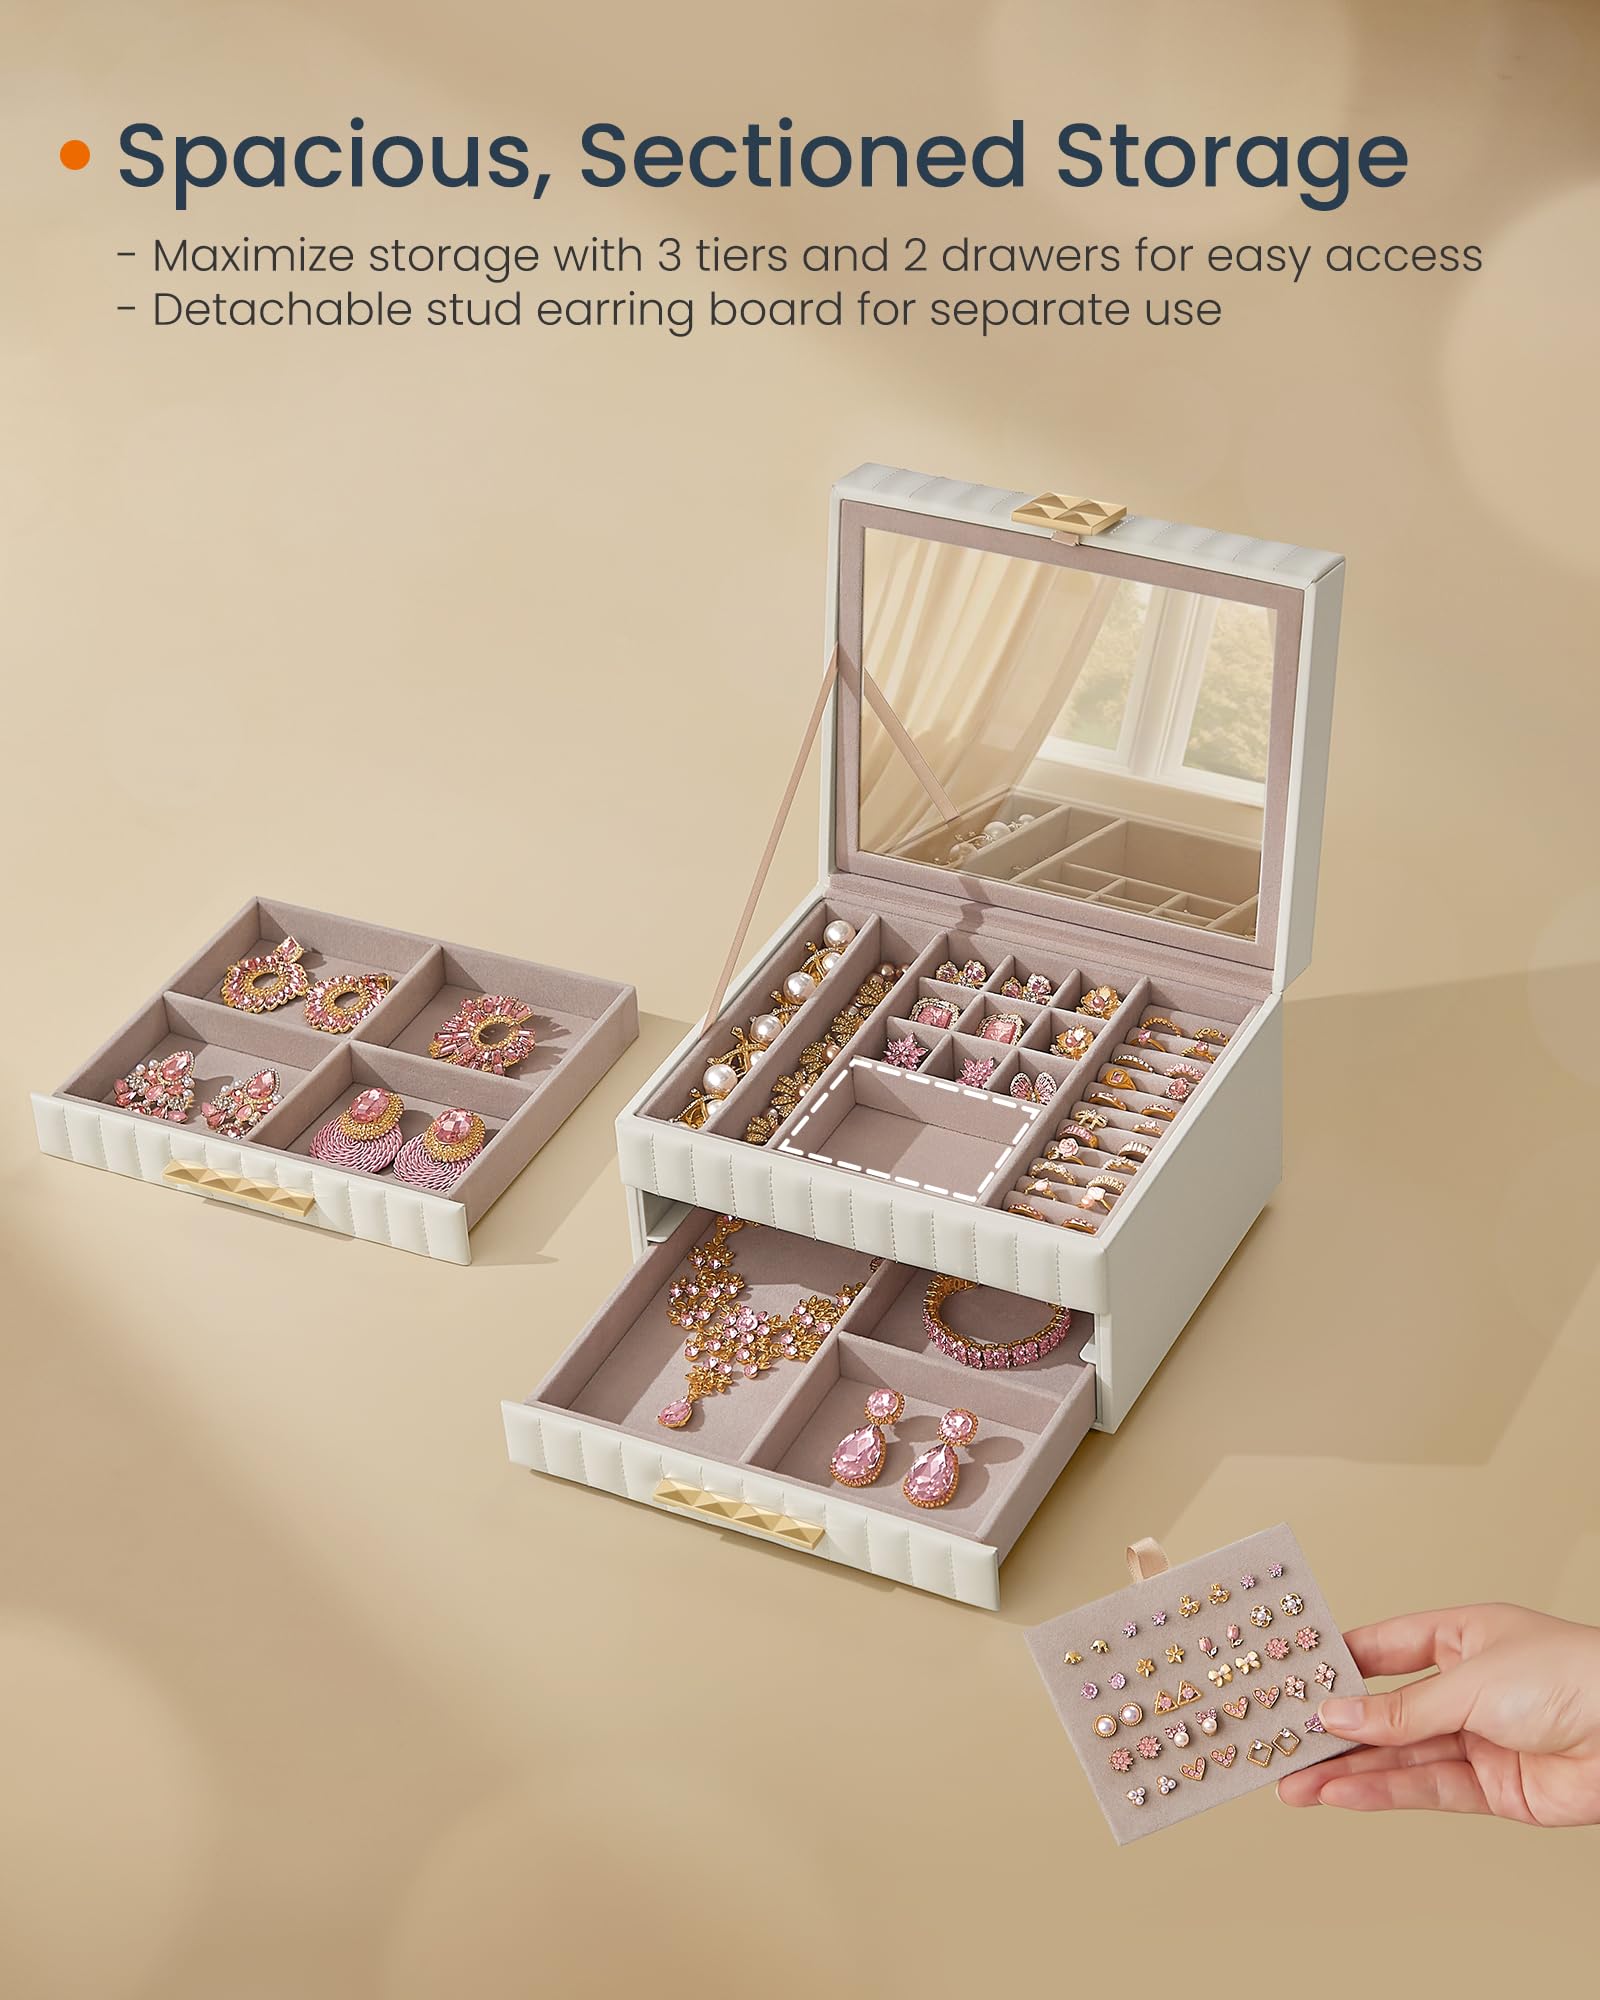 Spacious, Sectioned Storage
- Maximize storage with 3 tiers and 2 drawers for easy access
- Detachable stud earring board for separate use